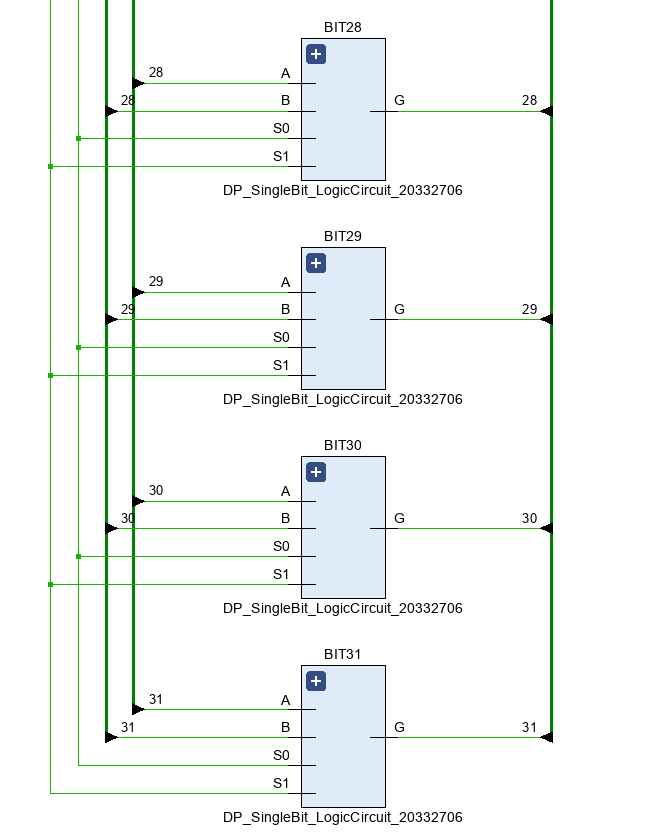 BIT28
28 A
28 B G 28
S0
S1
DP_SingleBit_LogicCircuit_20332706
BIT29
29 A
29 B G 29
S0
S1
DP_SingleBit_LogicCircuit_20332706
BIT30
30 A
30 B G 30
S0
S1
DP_SingleBit_LogicCircuit_20332706
BIT31
31 A
31 B G 31
S0
S1
DP_SingleBit_LogicCircuit_20332706